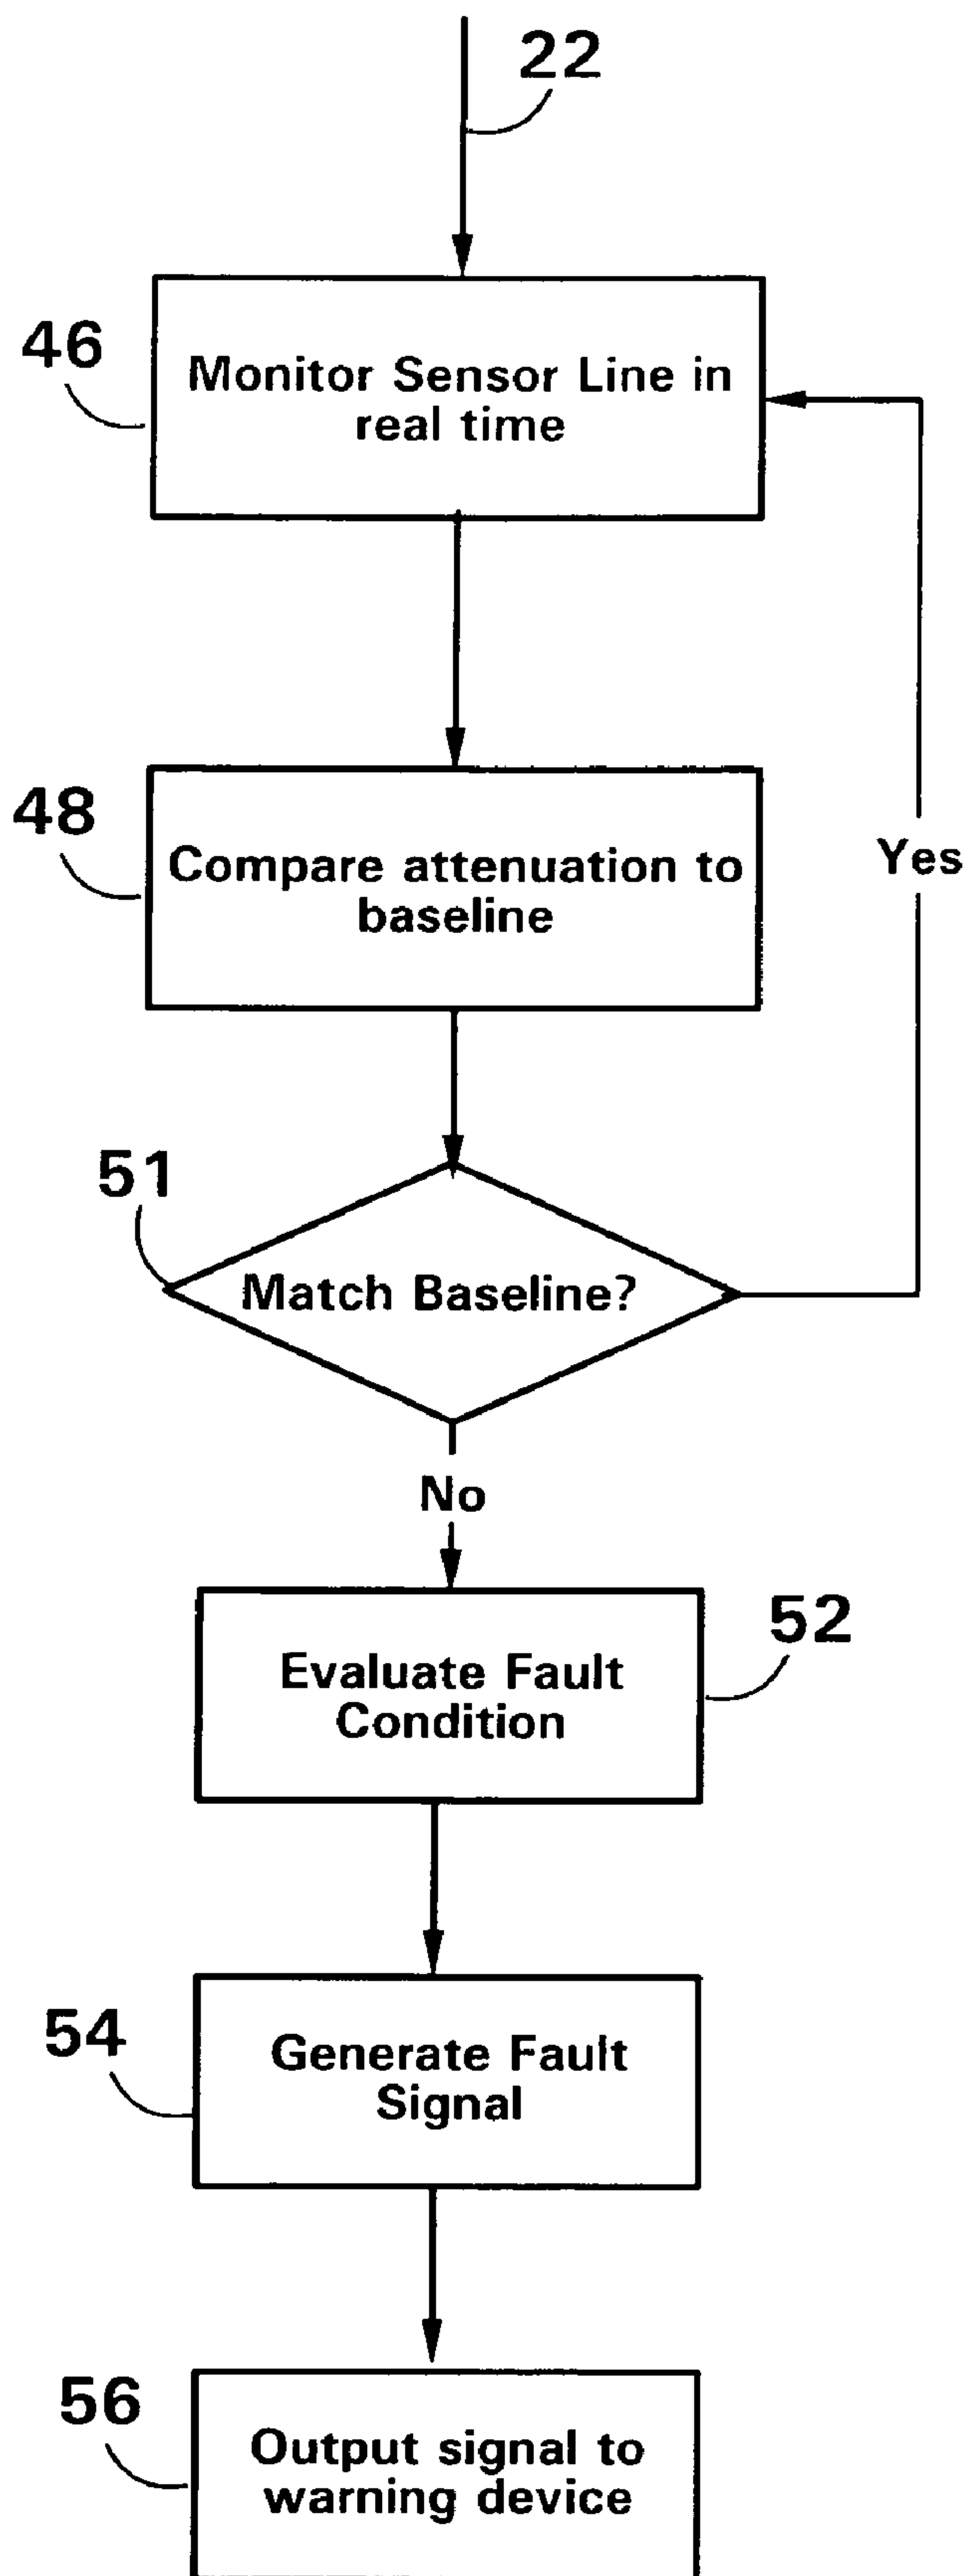 22
46
Monitor Sensor Line in
real time
48
Compare attenuation to
baseline
Yes
51
Match Baseline?
No
52
Evaluate Fault
Condition
54
Generate Fault
Signal
56
Output signal to
warning device